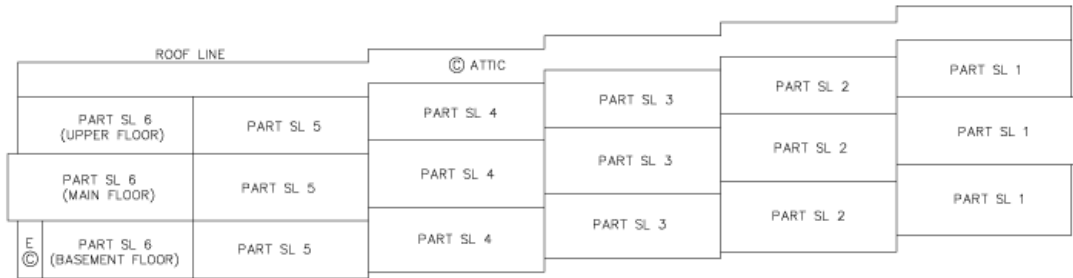 ROOF LINE
© ATTIC
PART SL 1
PART SL 2
PART SL 3
PART SL 4
PART SL 5
PART SL 6
(UPPER FLOOR)
PART SL 1
PART SL 2
PART SL 3
PART SL 4
PART SL 5
PART SL 6
(MAIN FLOOR)
PART SL 1
PART SL 2
PART SL 3
PART SL 4
PART SL 5
PART SL 6
(BASEMENT FLOOR)
E
©